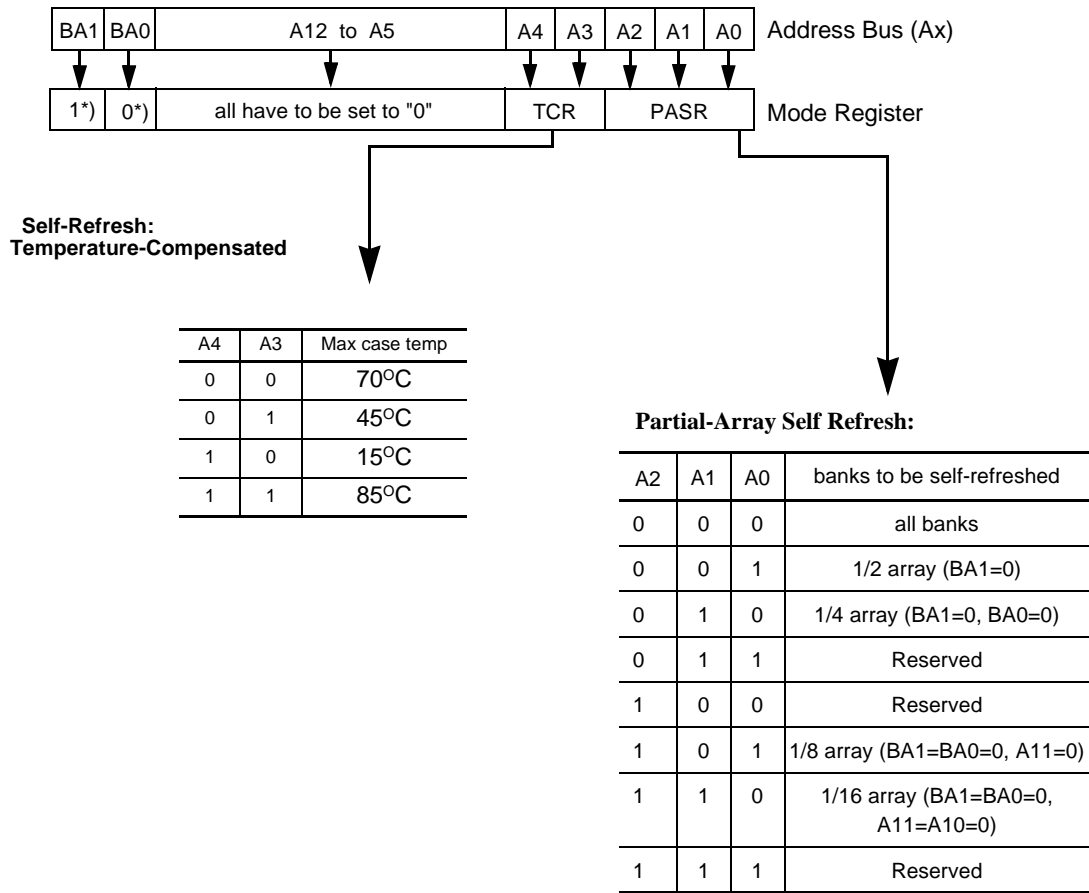 BA1 BA0 A12 to A5 A4 A3 A2 A1 A0 Address Bus (Ax)
1*) 0*) all have to be set to "0" TCR PASR Mode Register
Self-Refresh:
Temperature-Compensated
A4 A3 Max case temp
0 0 70°C
0 1 45°C
1 0 15°C
1 1 85°C
Partial-Array Self Refresh:
A2 A1 A0 banks to be self-refreshed
0 0 0 all banks
0 0 1 1/2 array (BA1=0)
0 1 0 1/4 array (BA1=0, BA0=0)
0 1 1 Reserved
1 0 0 Reserved
1 0 1 1/8 array (BA1=BA0=0, A11=0)
1 1 0 1/16 array (BA1=BA0=0,
A11=A10=0)
1 1 1 Reserved